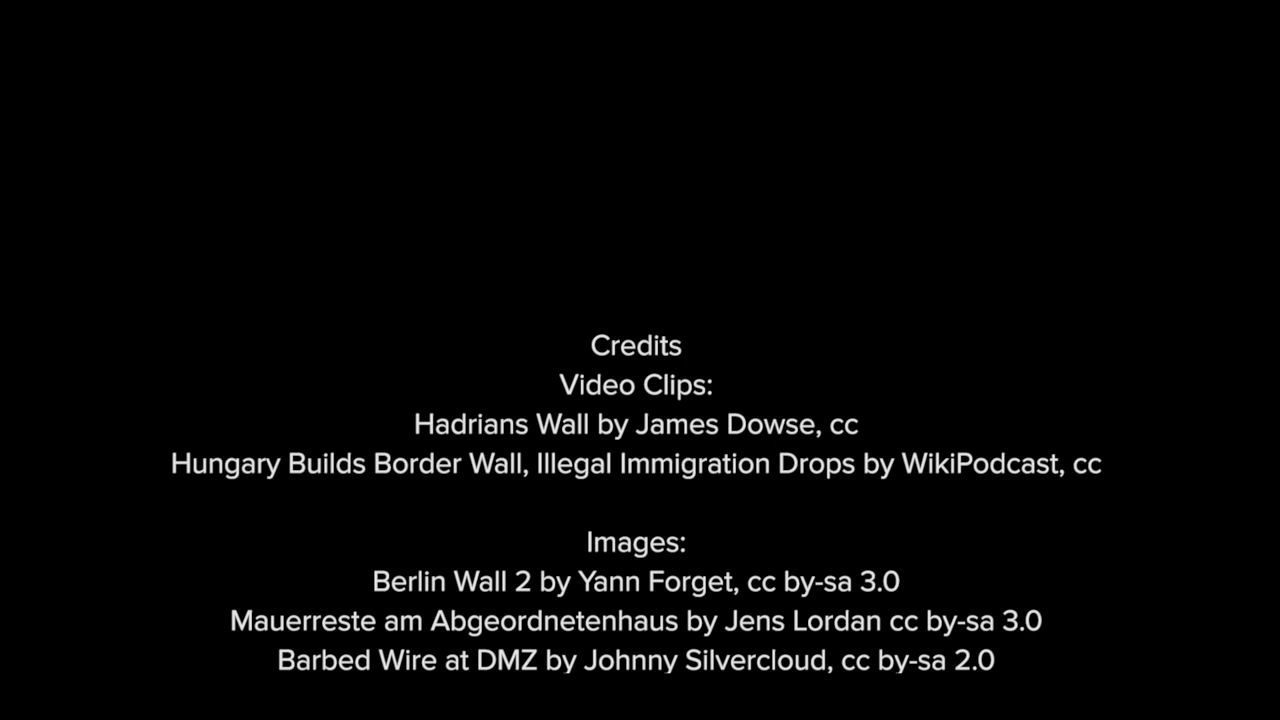 Credits
Video Clips:
Hadrians Wall by James Dowse, cc
Hungary Builds Border Wall, Illegal Immigration Drops by WikiPodcast, cc
Images:
Berlin Wall 2 by Yann Forget, cc by-sa 3.0
Mauerreste am Abgeordnetenhaus by Jens Lordan cc by-sa 3.0
Barbed Wire at DMZ by Johnny Silvercloud, cc by-sa 2.0